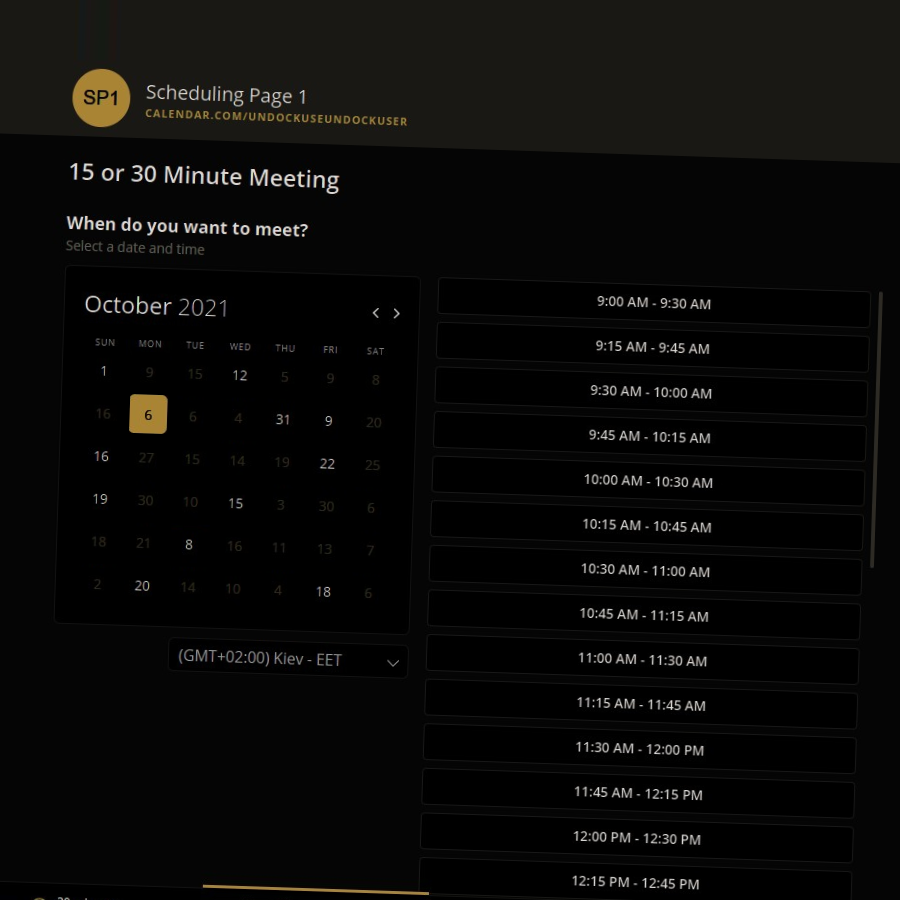 SP1
Scheduling Page 1
CALENDAR.COM/UNDOCKUSEUNDOCKUSER
15 or 30 Minute Meeting
When do you want to meet?
Select a date and time
October 2021
SUN MON TUE WED THU FRI SAT
1 9 15 12 5 9 8
16 6 6 4 31 9 20
16 27 15 14 19 22 25
19 30 10 15 3 30 6
18 21 8 16 11 13 7
2 20 14 10 4 18 6
(GMT+02:00) Kiev - EET
9:00 AM - 9:30 AM
9:15 AM - 9:45 AM
9:30 AM - 10:00 AM
9:45 AM - 10:15 AM
10:00 AM - 10:30 AM
10:15 AM - 10:45 AM
10:30 AM - 11:00 AM
10:45 AM - 11:15 AM
11:00 AM - 11:30 AM
11:15 AM - 11:45 AM
11:30 AM - 12:00 PM
11:45 AM - 12:15 PM
12:00 PM - 12:30 PM
12:15 PM - 12:45 PM